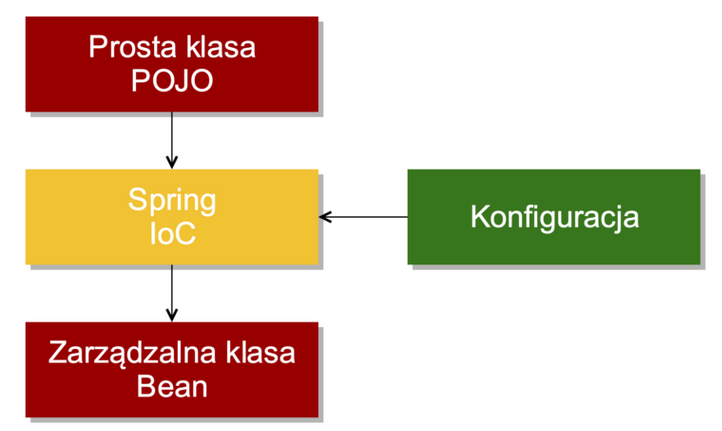 Prosta klasa
POJO
Spring
IoC
Konfiguracja
Zarządzalna klasa
Bean